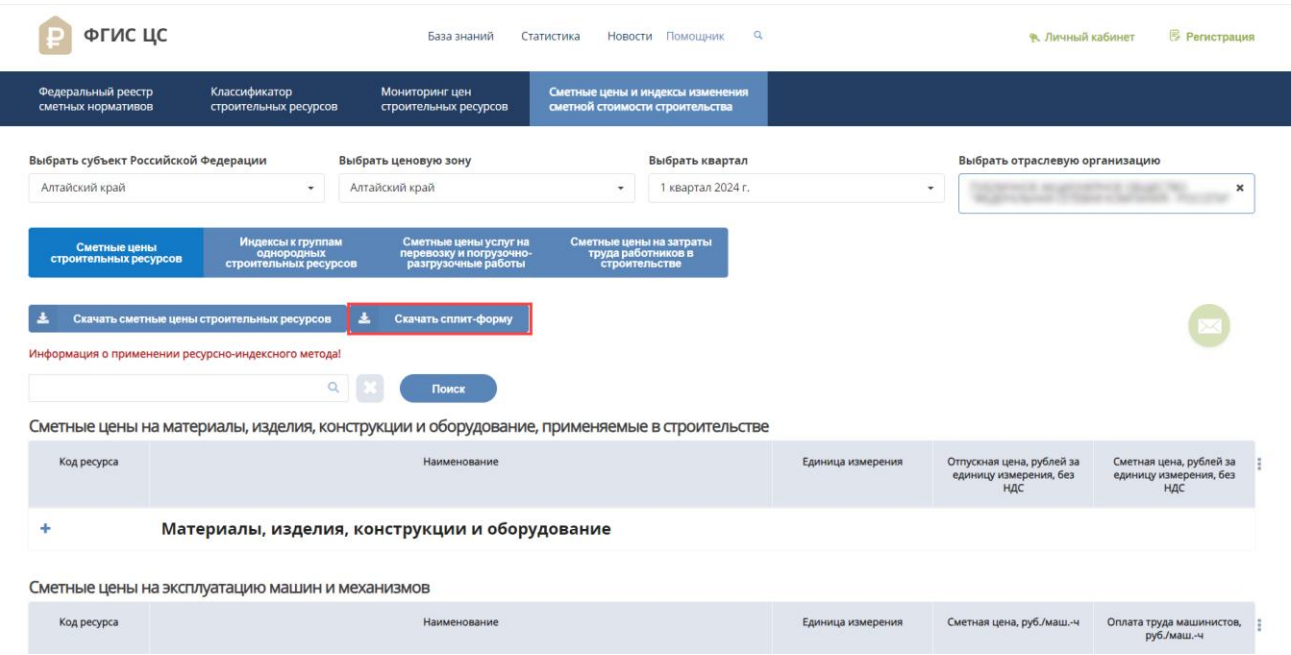 ФГИС ЦС
База знаний Статистика Новости Помощник
Личный кабинет Регистрация
Федеральный реестр
сметных нормативов
Классификатор
строительных ресурсов
Мониторинг цен
строительных ресурсов
Сметные цены и индексы изменения
сметной стоимости строительства
Выбрать субъект Российской Федерации
Алтайский край
Выбрать ценовую зону
Алтайский край
Выбрать квартал
1 квартал 2024 г.
Выбрать отраслевую организацию
Сметные цены
строительных ресурсов
Индексы к группам
однородных
строительных ресурсов
Сметные цены услуг на
перевозку и погрузочно-
разгрузочные работы
Сметные цены на затраты
труда работников в
строительстве
Скачать сметные цены строительных ресурсов
Скачать сплит-форму
Информация о применении ресурсно-индексного метода!
Поиск
Сметные цены на материалы, изделия, конструкции и оборудование, применяемые в строительстве
Код ресурса
Наименование
Единица измерения
Отпускная цена, рублей за
единицу измерения, без
НДС
Сметная цена, рублей за
единицу измерения, без
НДС
+ Материалы, изделия, конструкции и оборудование
Сметные цены на эксплуатацию машин и механизмов
Код ресурса
Наименование
Единица измерения
Сметная цена, руб./маш.-ч
Оплата труда машинистов,
руб./маш.-ч